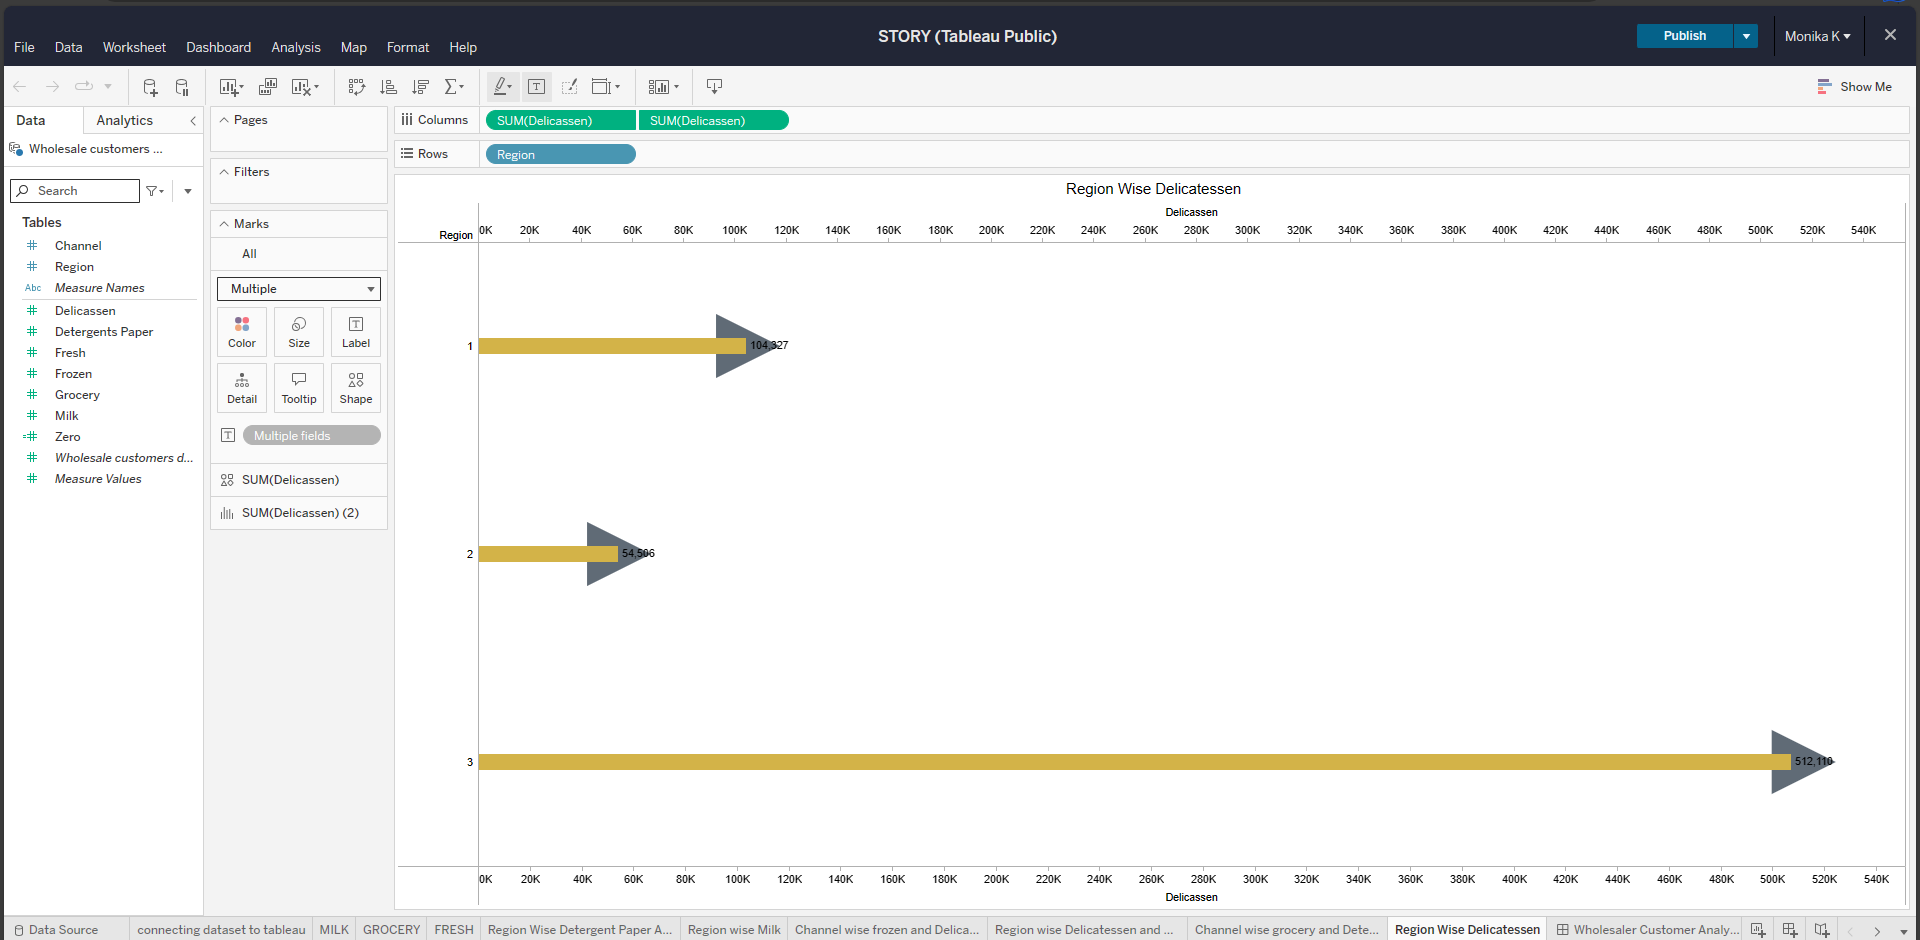 STORY (Tableau Public)
Publish
Monika K
File Data Worksheet Dashboard Analysis Map Format Help
Show Me
Data Analytics
Wholesale customers ...
Search
Tables
Channel
Region
Abc Measure Names
Delicassen
Detergents Paper
Fresh
Frozen
Grocery
Milk
Zero
Wholesale customers d...
Measure Values
Pages
Filters
Marks
All
Multiple
Color Size Label
Detail Tooltip Shape
Multiple fields
SUM(Delicassen)
SUM(Delicassen) (2)
Columns SUM(Delicassen) SUM(Delicassen)
Rows Region
Region Wise Delicatessen
Delicassen
Region 0K 20K 40K 60K 80K 100K 120K 140K 160K 180K 200K 220K 240K 260K 280K 300K 320K 340K 360K 380K 400K 420K 440K 460K 480K 500K 520K 540K
1 104,327
2 54,506
3 512,110
0K 20K 40K 60K 80K 100K 120K 140K 160K 180K 200K 220K 240K 260K 280K 300K 320K 340K 360K 380K 400K 420K 440K 460K 480K 500K 520K 540K
Delicassen
Data Source connecting dataset to tableau MILK GROCERY FRESH Region Wise Detergent Paper A... Region wise Milk Channel wise frozen and Delica... Region wise Delicatessen and ... Channel wise grocery and Dete... Region Wise Delicatessen Wholesaler Customer Analy...